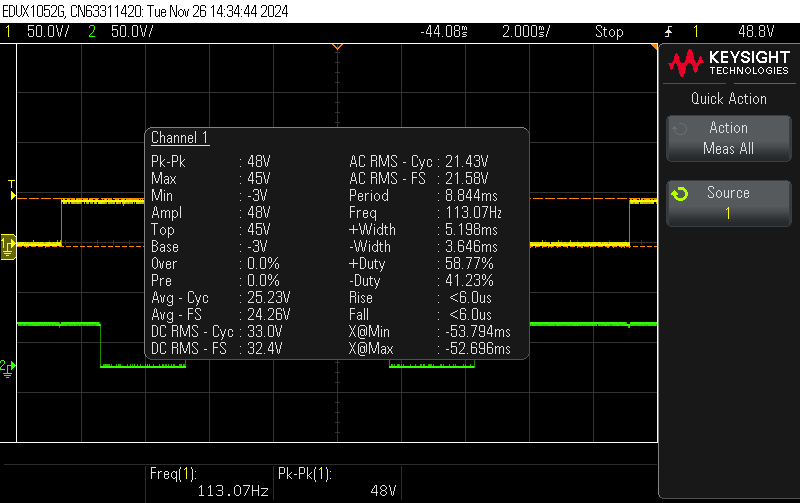 EDUX1052G, CN63311420: Tue Nov 26 14:34:44 2024
1 50.0V/ 2 50.0V/ -44.08ms 2.000ms/ Stop 1 48.8V
KEYSIGHT
TECHNOLOGIES
Quick Action
Action
Meas All
Source
1
T
1
2
Channel 1
Pk-Pk : 48V AC RMS - Cyc : 21.43V
Max : 45V AC RMS - FS : 21.58V
Min : -3V Period : 8.844ms
Ampl : 48V Freq : 113.07Hz
Top : 45V +Width : 5.198ms
Base : -3V -Width : 3.646ms
Over : 0.0% +Duty : 58.77%
Pre : 0.0% -Duty : 41.23%
Avg - Cyc : 25.23V Rise : <6.0us
Avg - FS : 24.26V Fall : <6.0us
DC RMS - Cyc : 33.0V X@Min : -53.794ms
DC RMS - FS : 32.4V X@Max : -52.696ms
Freq(1): Pk-Pk(1):
113.07Hz 48V